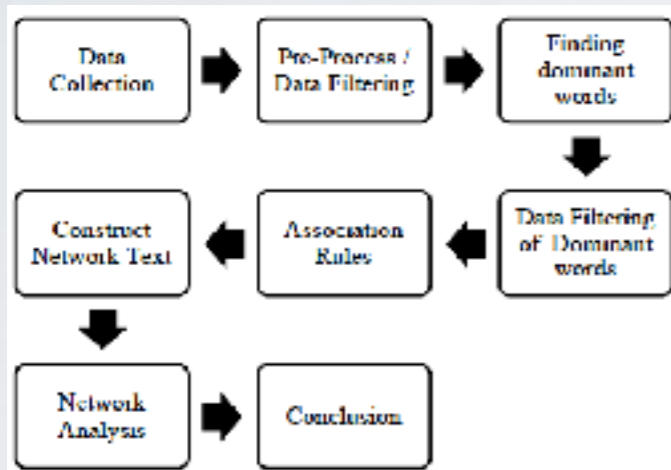 Data
Collection
Pre-Process /
Data Filtering
Finding
dominant
words
Data Filtering
of Dominant
words
Association
Rules
Construct
Network Text
Network
Analysis
Conclusion